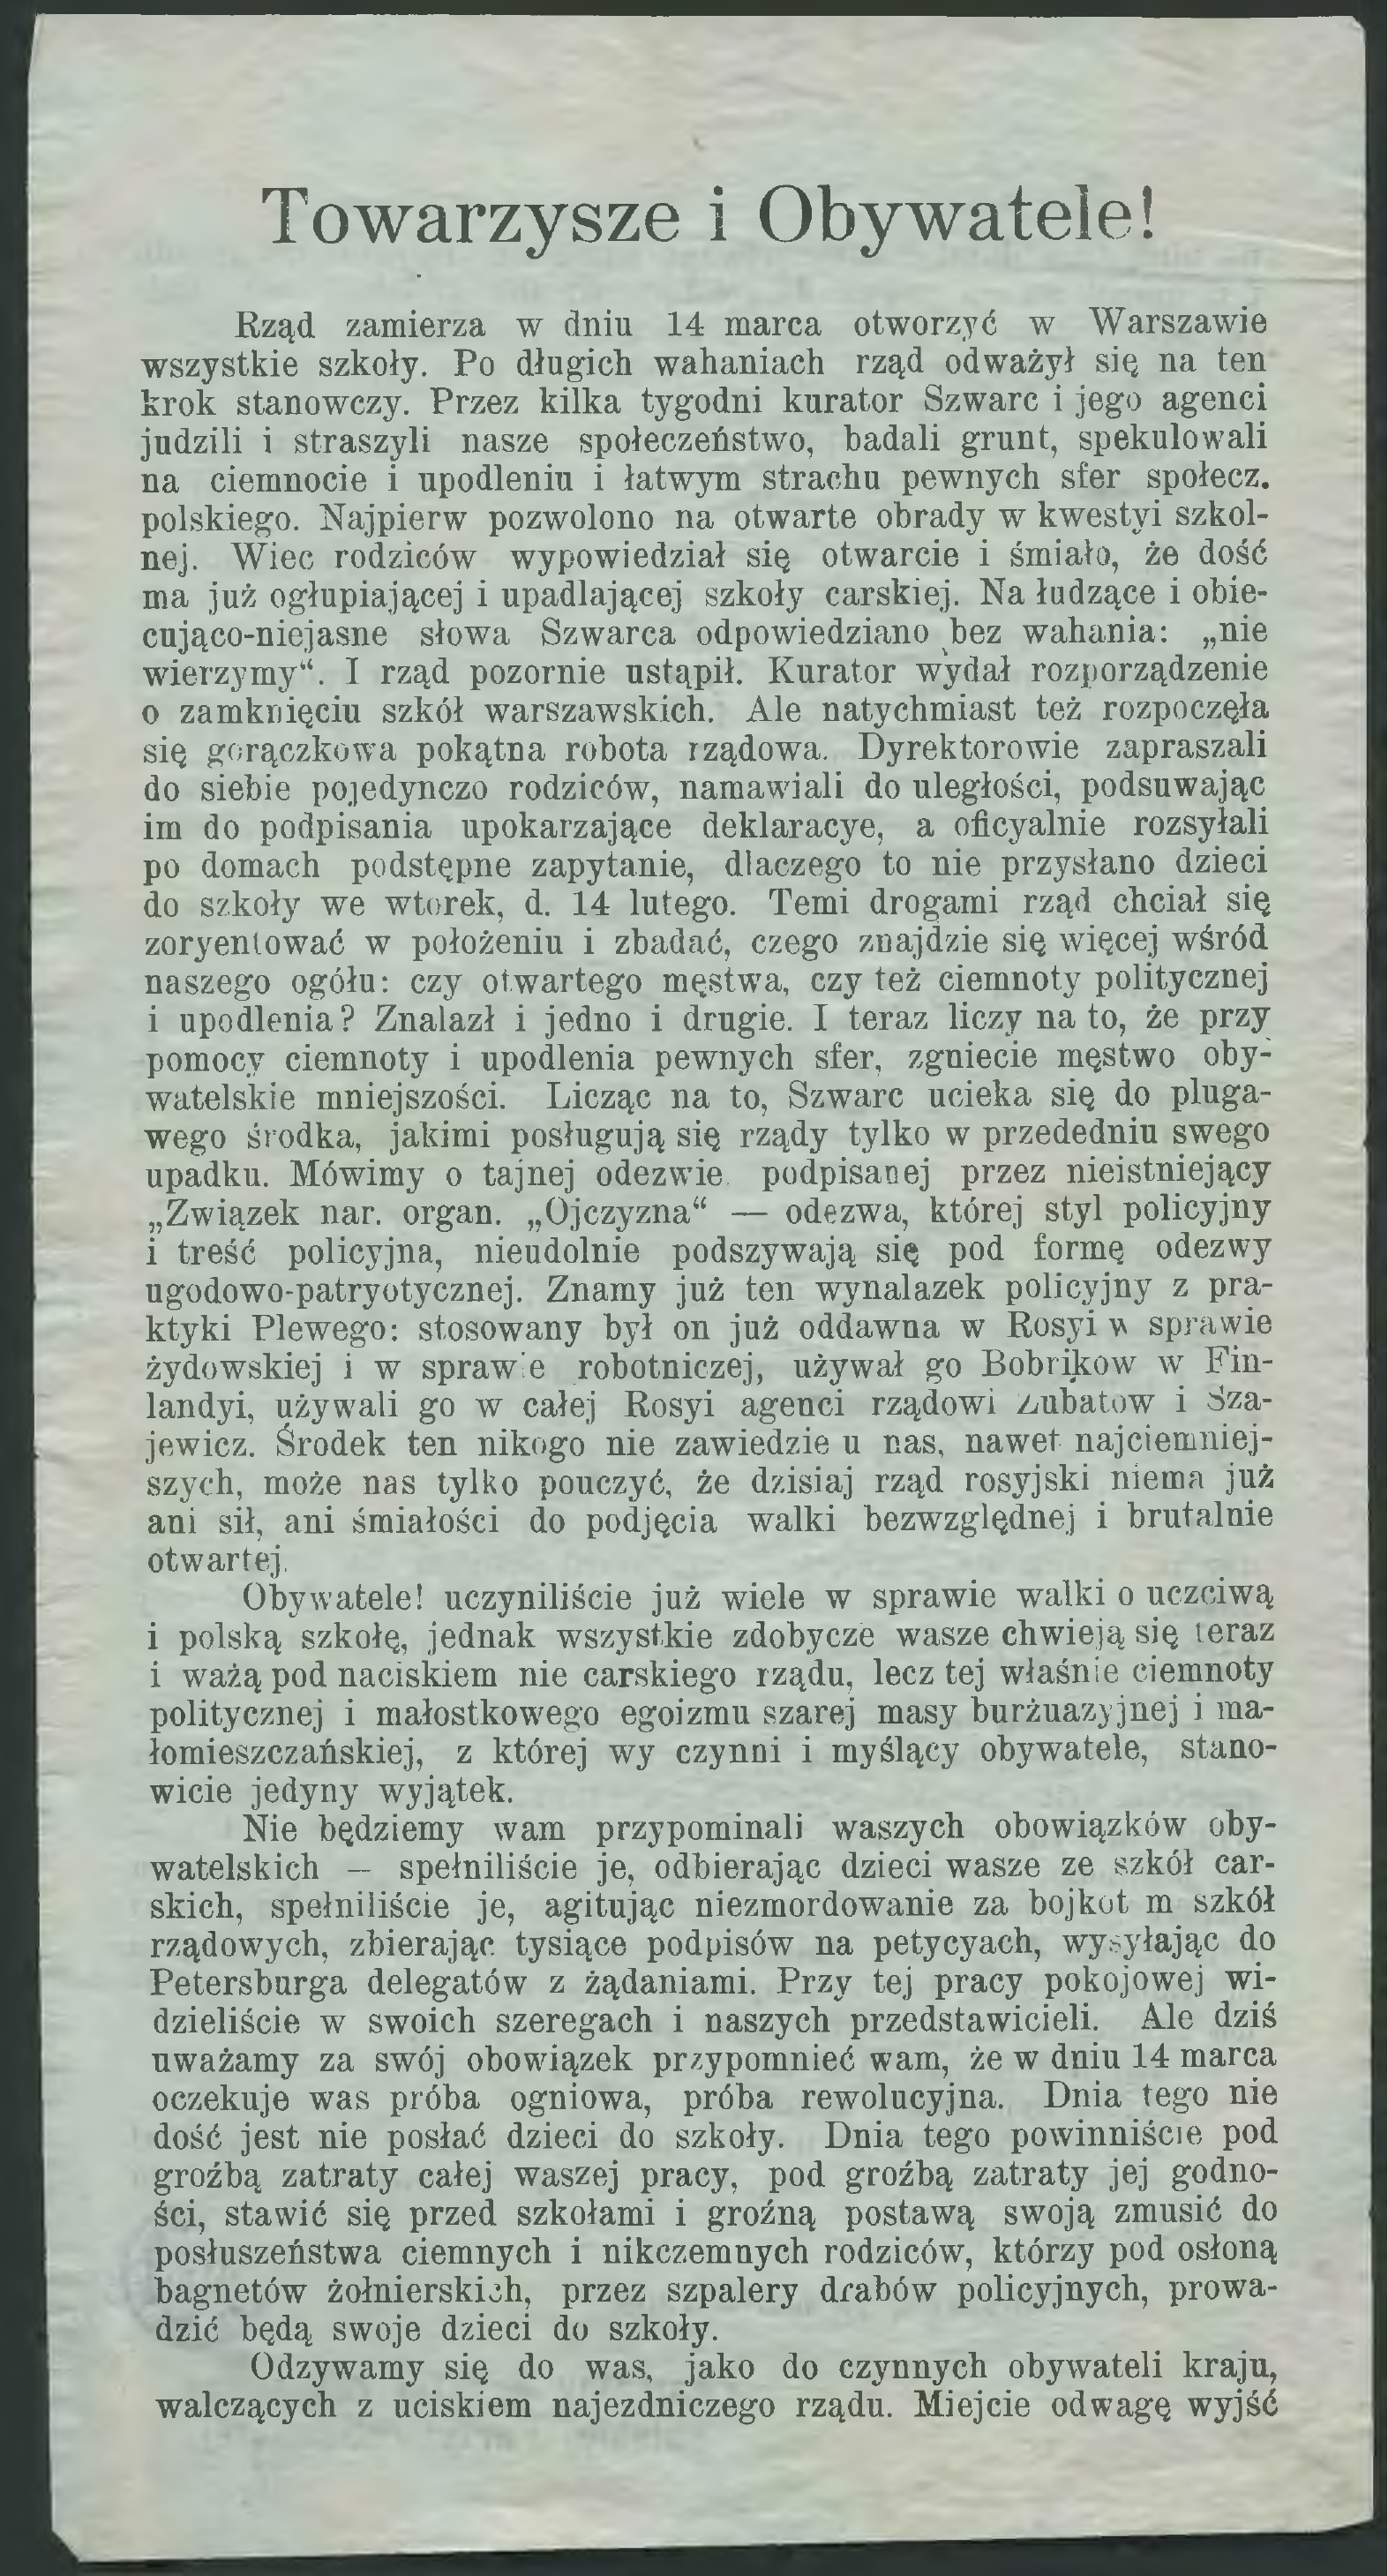 Towarzysze i Obywatele!
Rząd zamierza w dniu 14 marca otworzyć w Warszawie
wszystkie szkoły. Po długich wahaniach rząd odważył się na ten
krok stanowczy. Przez kilka tygodni kurator Szwarc i jego agenci
judzili i straszyli nasze społeczeństwo, badali grunt, spekulowali
na ciemnocie i upodleniu i łatwym strachu pewnych sfer społecz.
polskiego. Najpierw pozwolono na otwarte obrady w kwestyi szkol-
nej. Wiec rodziców wypowiedział się otwarcie i śmiało, że dość
ma już ogłupiającej i upadlającej szkoły carskiej. Na łudzące i obie-
cująco-niejasne słowa Szwarca odpowiedziano bez wahania: „nie
wierzymy“. I rząd pozornie ustąpił. Kurator wydał rozporządzenie
o zamknięciu szkół warszawskich. Ale natychmiast też rozpoczęła
się gorączkowa pokątna robota rządowa. Dyrektorowie zapraszali
do siebie pojedynczo rodziców, namawiali do uległości, podsuwając
im do podpisania upokarzające deklaracye, a oficyalnie rozsyłali
po domach podstępne zapytanie, dlaczego to nie przysłano dzieci
do szkoły we wtorek, d. 14 lutego. Temi drogami rząd chciał się
zoryentować w położeniu i zbadać, czego znajdzie się więcej wśród
naszego ogółu: czy otwartego męstwa, czy też ciemnoty politycznej
i upodlenia? Znalazł i jedno i drugie. I teraz liczy na to, że przy
pomocy ciemnoty i upodlenia pewnych sfer, zgniecie męstwo oby-
watelskie mniejszości. Licząc na to, Szwarc ucieka się do pluga-
wego środka, jakimi posługują się rządy tylko w przededniu swego
upadku. Mówimy o tajnej odezwie podpisanej przez nieistniejący
„Związek nar. organ. „Ojczyzna“ — odezwa, której styl policyjny
i treść policyjna, nieudolnie podszywają się pod formę odezwy
ugodowo-patryotycznej. Znamy już ten wynalazek policyjny z pra-
ktyki Plewego: stosowany był on już oddawna w Rosyi w sprawie
żydowskiej i w sprawie robotniczej, używał go Bobrikow w Fin-
landyi, używali go w całej Rosyi agenci rządowi Zubatow i Sza-
jewicz. Środek ten nikogo nie zawiedzie u nas, nawet najciemniej-
szych, może nas tylko pouczyć, że dzisiaj rząd rosyjski niema już
ani sił, ani śmiałości do podjęcia walki bezwzględnej i brutalnie
otwartej.
Obywatele! uczyniliście już wiele w sprawie walki o uczciwą
i polską szkołę, jednak wszystkie zdobycze wasze chwieją się teraz
i ważą pod naciskiem nie carskiego rządu, lecz tej właśnie ciemnoty
politycznej i małostkowego egoizmu szarej masy burżuazyjnej i ma-
łomieszczańskiej, z której wy czynni i myślący obywatele, stano-
wicie jedyny wyjątek.
Nie będziemy wam przypominali waszych obowiązków oby-
watelskich — spełniliście je, odbierając dzieci wasze ze szkół car-
skich, spełniliście je, agitując niezmordowanie za bojkot m szkół
rządowych, zbierając tysiące podpisów na petycyach, wysyłając do
Petersburga delegatów z żądaniami. Przy tej pracy pokojowej wi-
dzieliście w swoich szeregach i naszych przedstawicieli. Ale dziś
uważamy za swój obowiązek przypomnieć wam, że w dniu 14 marca
oczekuje was próba ogniowa, próba rewolucyjna. Dnia tego nie
dość jest nie posłać dzieci do szkoły. Dnia tego powinniście pod
groźbą zatraty całej waszej pracy, pod groźbą zatraty jej godno-
ści, stawić się przed szkołami i groźną postawą swoją zmusić do
posłuszeństwa ciemnych i nikczemnych rodziców, którzy pod osłoną
bagnetów żołnierskich, przez szpalery drabów policyjnych, prowa-
dzić będą swoje dzieci do szkoły.
Odzywamy się do was, jako do czynnych obywateli kraju,
walczących z uciskiem najezdniczego rządu. Miejcie odwagę wyjść